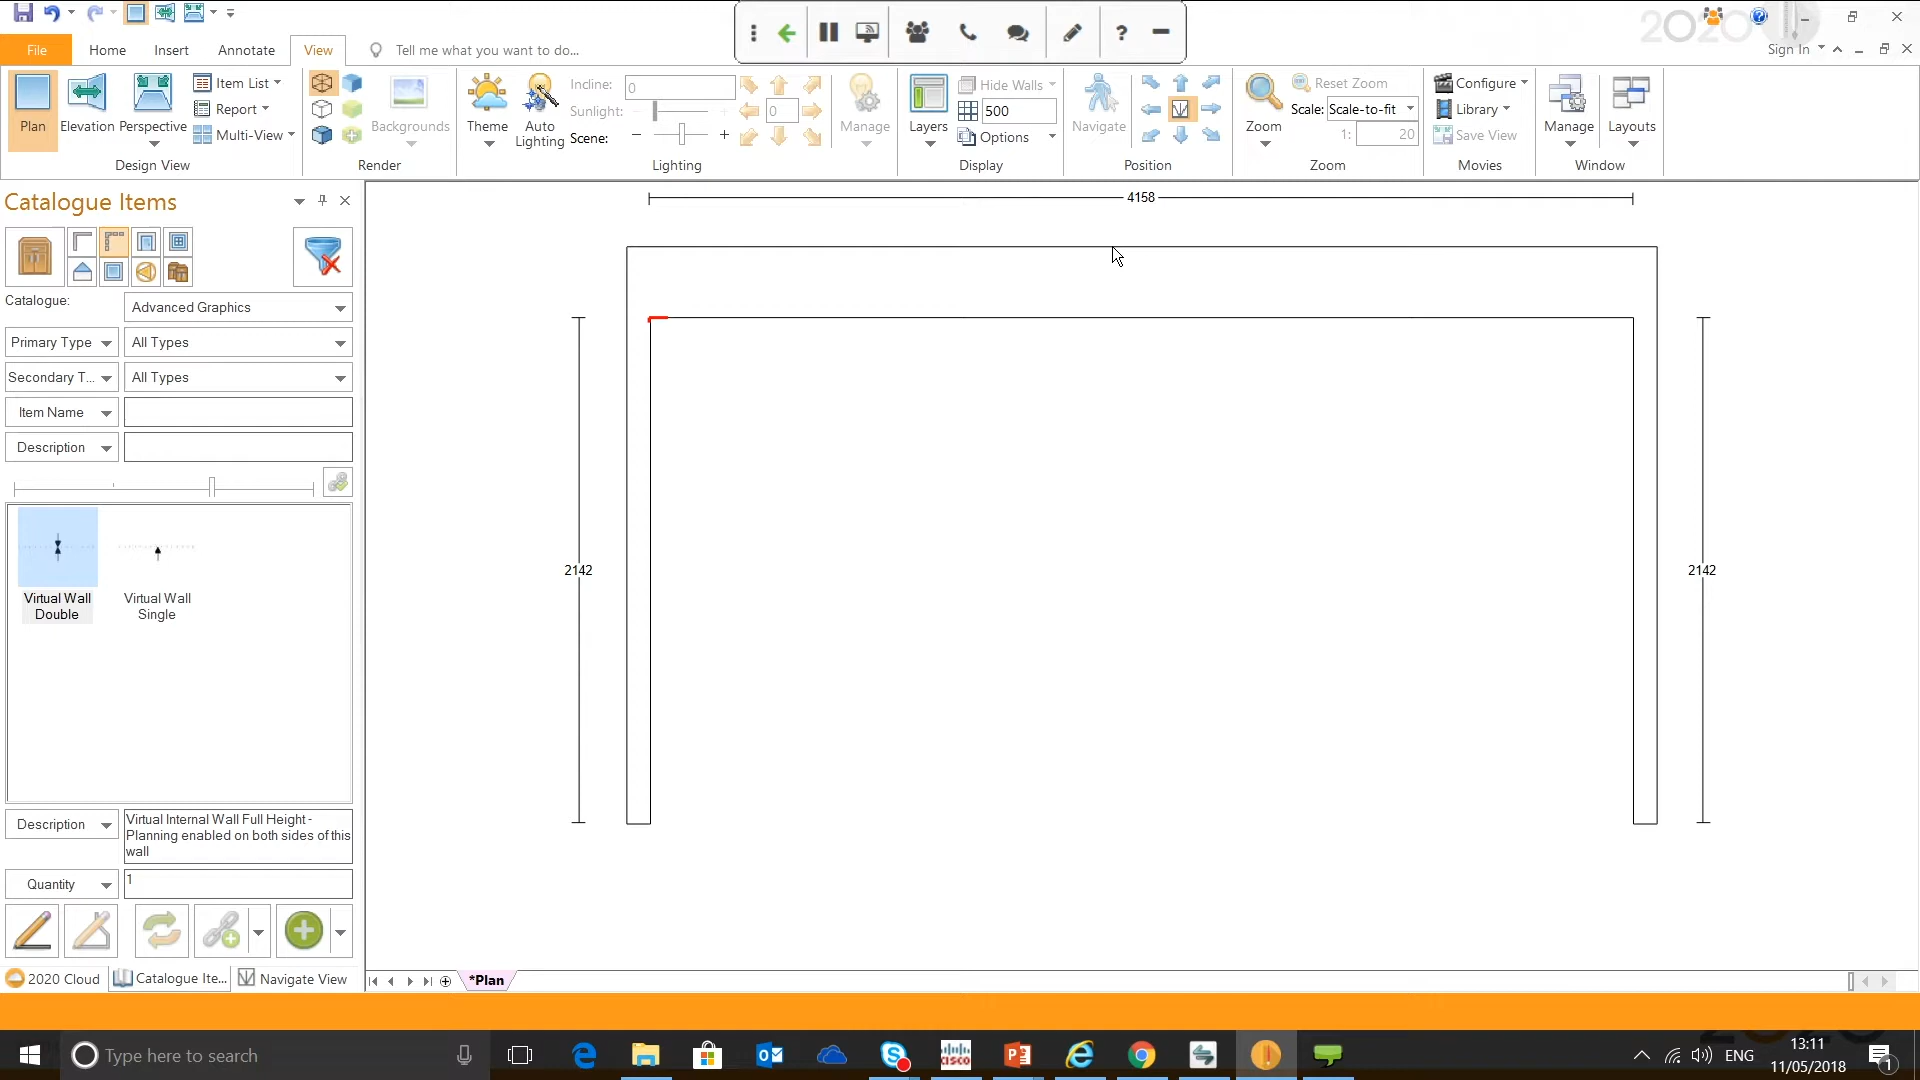 2020
Sign In
File
Home
Insert
Annotate
View
Tell me what you want to do...
Plan
Elevation
Perspective
Item List
Report
Multi-View
Design View
Backgrounds
Render
Theme
Auto
Lighting
Incline:
0
Sunlight:
0
Scene:
Manage
Lighting
Layers
Hide Walls
500
Options
Display
Navigate
Position
Zoom
Reset Zoom
Scale: Scale-to-fit
1: 20
Zoom
Configure
Library
Save View
Movies
Manage
Layouts
Window
Catalogue Items
Catalogue:
Advanced Graphics
Primary Type
All Types
Secondary T...
All Types
Item Name
Description
Virtual Wall
Double
Virtual Wall
Single
Description
Virtual Internal Wall Full Height -
Planning enabled on both sides of this
wall
Quantity
1
2020 Cloud
Catalogue Ite...
Navigate View
4158
2142
2142
*Plan
Type here to search
ENG
13:11
11/05/2018
1